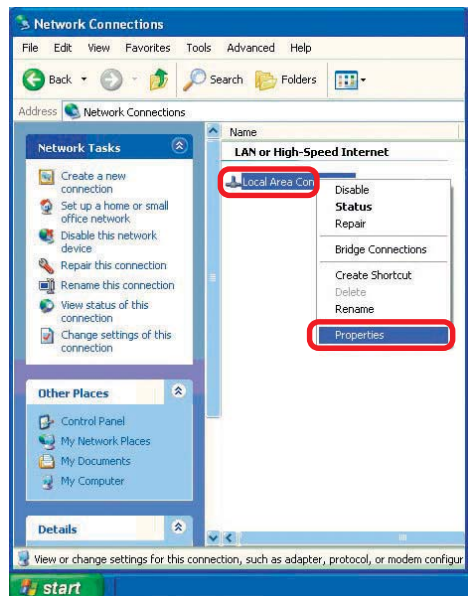 Network Connections
File Edit View Favorites Tools Advanced Help
Back Search Folders
Address Network Connections
Network Tasks
Create a new
connection
Set up a home or small
office network
Disable this network
device
Repair this connection
Rename this connection
View status of this
connection
Change settings of this
connection
Other Places
Control Panel
My Network Places
My Documents
My Computer
Details
Name
LAN or High-Speed Internet
Local Area Con
Disable
Status
Repair
Bridge Connections
Create Shortcut
Delete
Rename
Properties
View or change settings for this connection, such as adapter, protocol, or modem configur
start